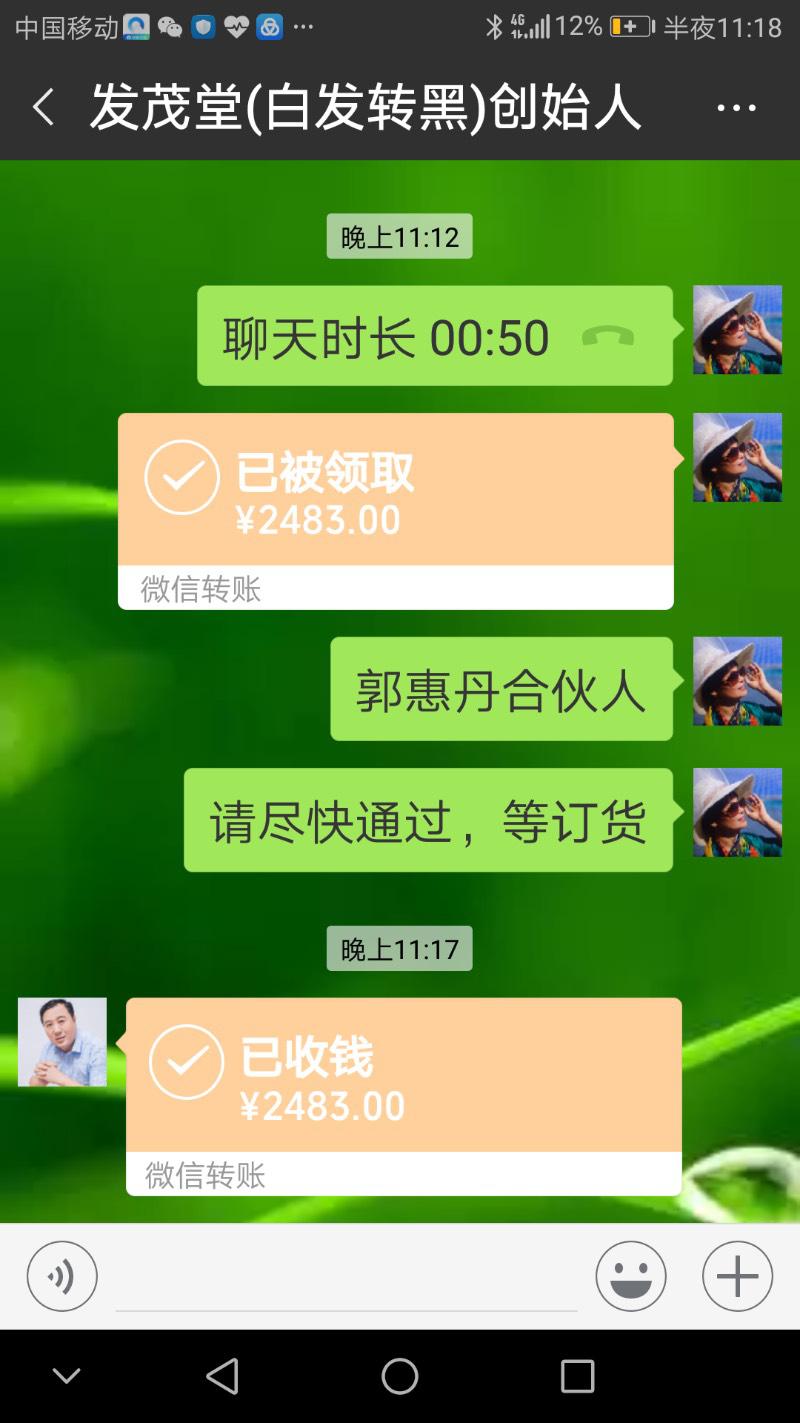 中国移动 ... 4G 12% 半夜11:18
发茂堂(白发转黑)创始人 ...
晚上11:12
聊天时长 00:50
已被领取
¥2483.00
微信转账
郭惠丹合伙人
请尽快通过，等订货
晚上11:17
已收钱
¥2483.00
微信转账